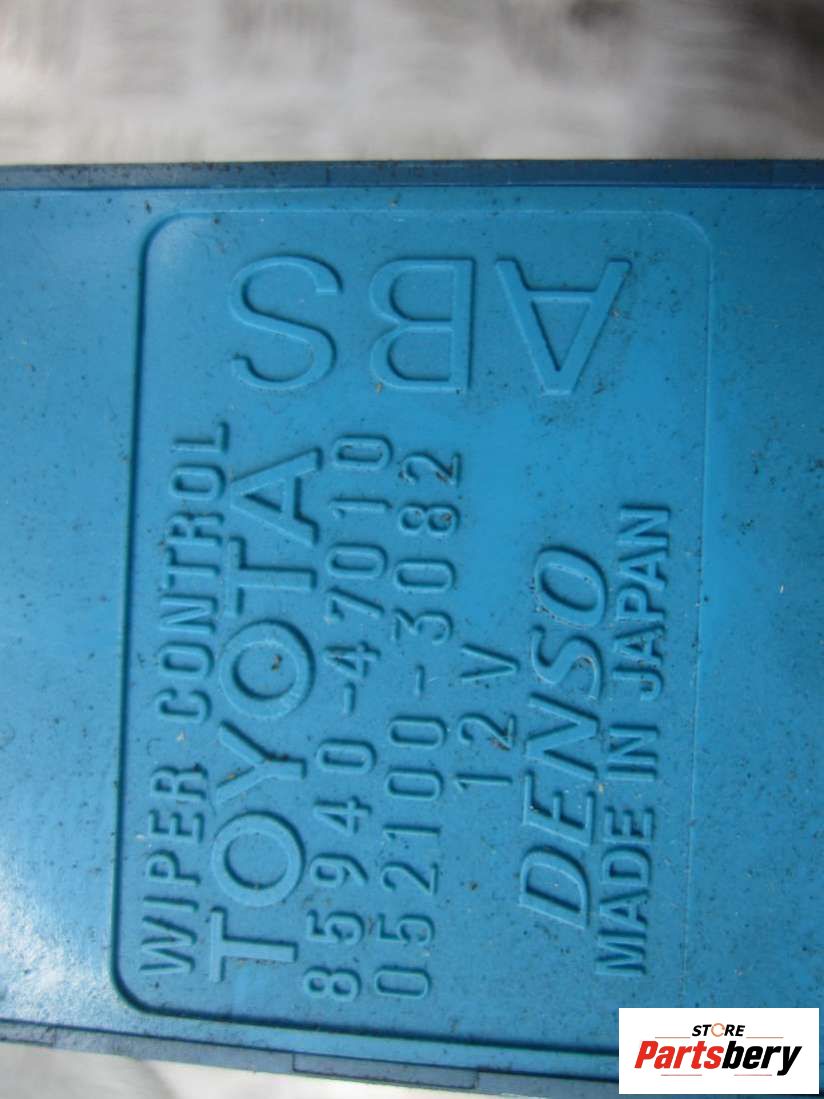 WIPER CONTROL
TOYOTA
85940-47010
052100-3082
12V
DENSO
MADE IN JAPAN
ABS
STORE
Partsbery